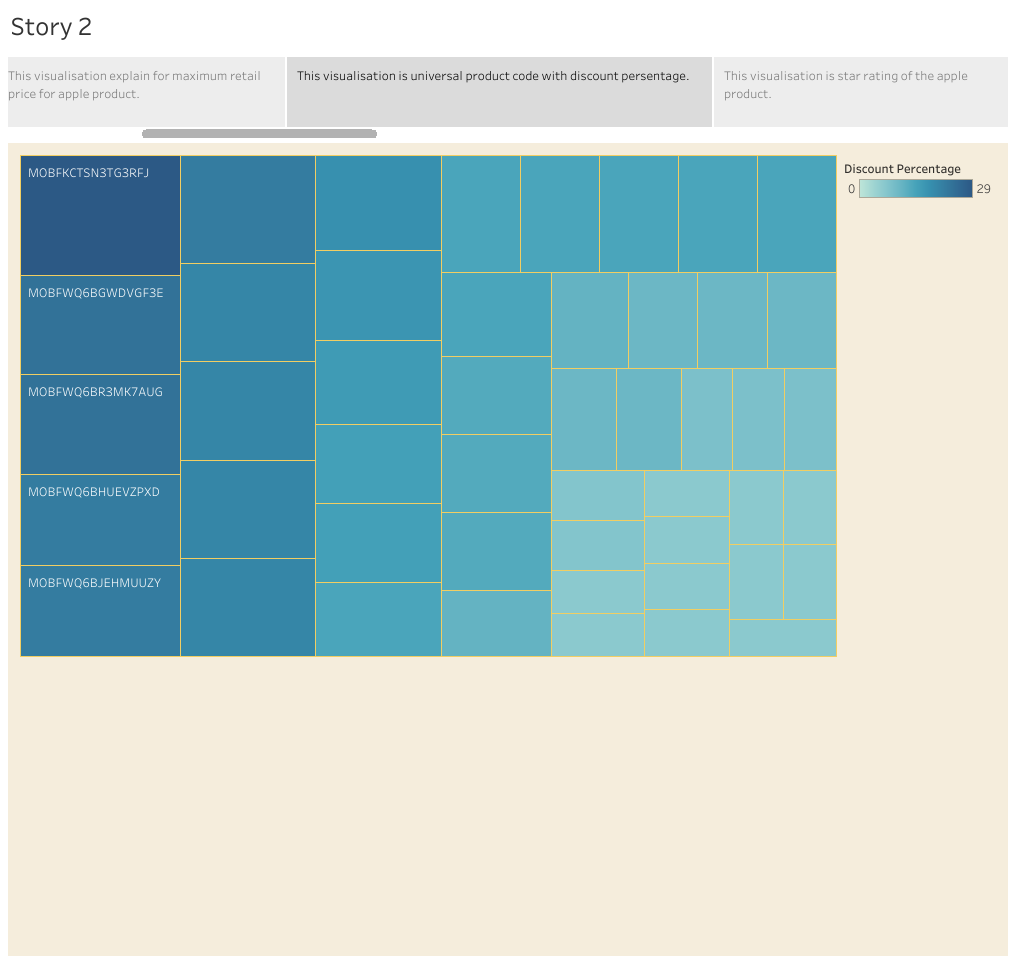 Story 2
This visualisation explain for maximum retail
price for apple product.
This visualisation is universal product code with discount persentage.
This visualisation is star rating of the apple
product.
MOBFKCTSN3TG3RFJ
MOBFWQ6BGWDVGF3E
MOBFWQ6BR3MK7AUG
MOBFWQ6BHUEVZPXD
MOBFWQ6BJEHMUUZY
Discount Percentage
0 29